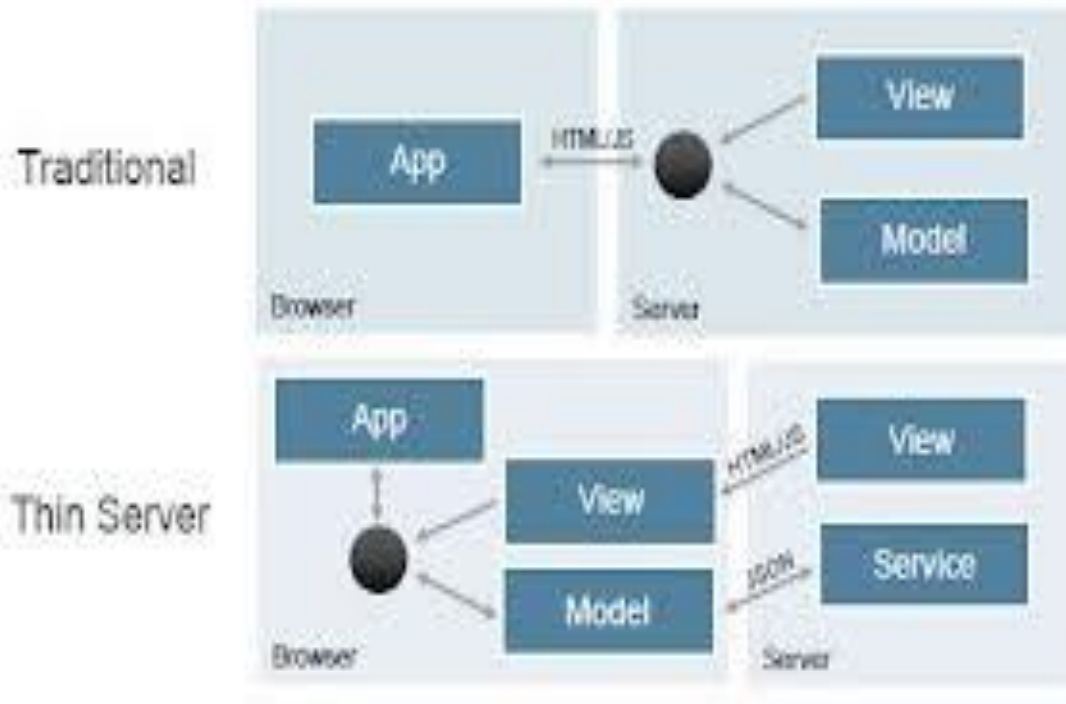 Traditional
App
HTML/JS
View
Model
Browser
Server
Thin Server
App
View
Model
HTML/JS
JSON
View
Service
Browser
Server